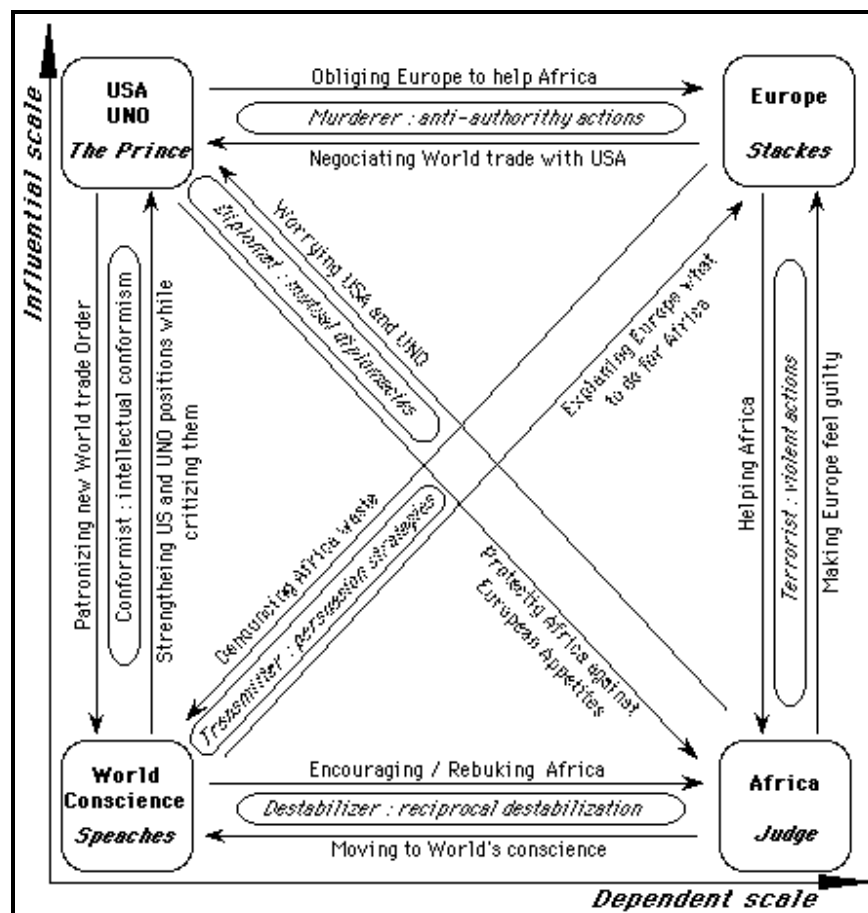 Influential scale
USA
UNO
The Prince
Obliging Europe to help Africa
Murderer : anti-authorithy actions
Negociating World trade with USA
Europe
Stackes
Patronizing new World trade Order
Conformist : intellectual conformism
Strengtheing US and UNO positions while
critizing them
Worrying USA and UNO
Diplomat : mutual diplomacies
Explaning Europe what
to do for Africa
Denouncing Africa waste
Transmitter : persuasion strategies
Protecting Africa against
European Appetites
Helping Africa
Terrorist : violent actions
Making Europe feel guilty
World
Conscience
Speaches
Encouraging / Rebuking Africa
Destabilizer : reciprocal destabilization
Moving to World's conscience
Africa
Judge
Dependent scale